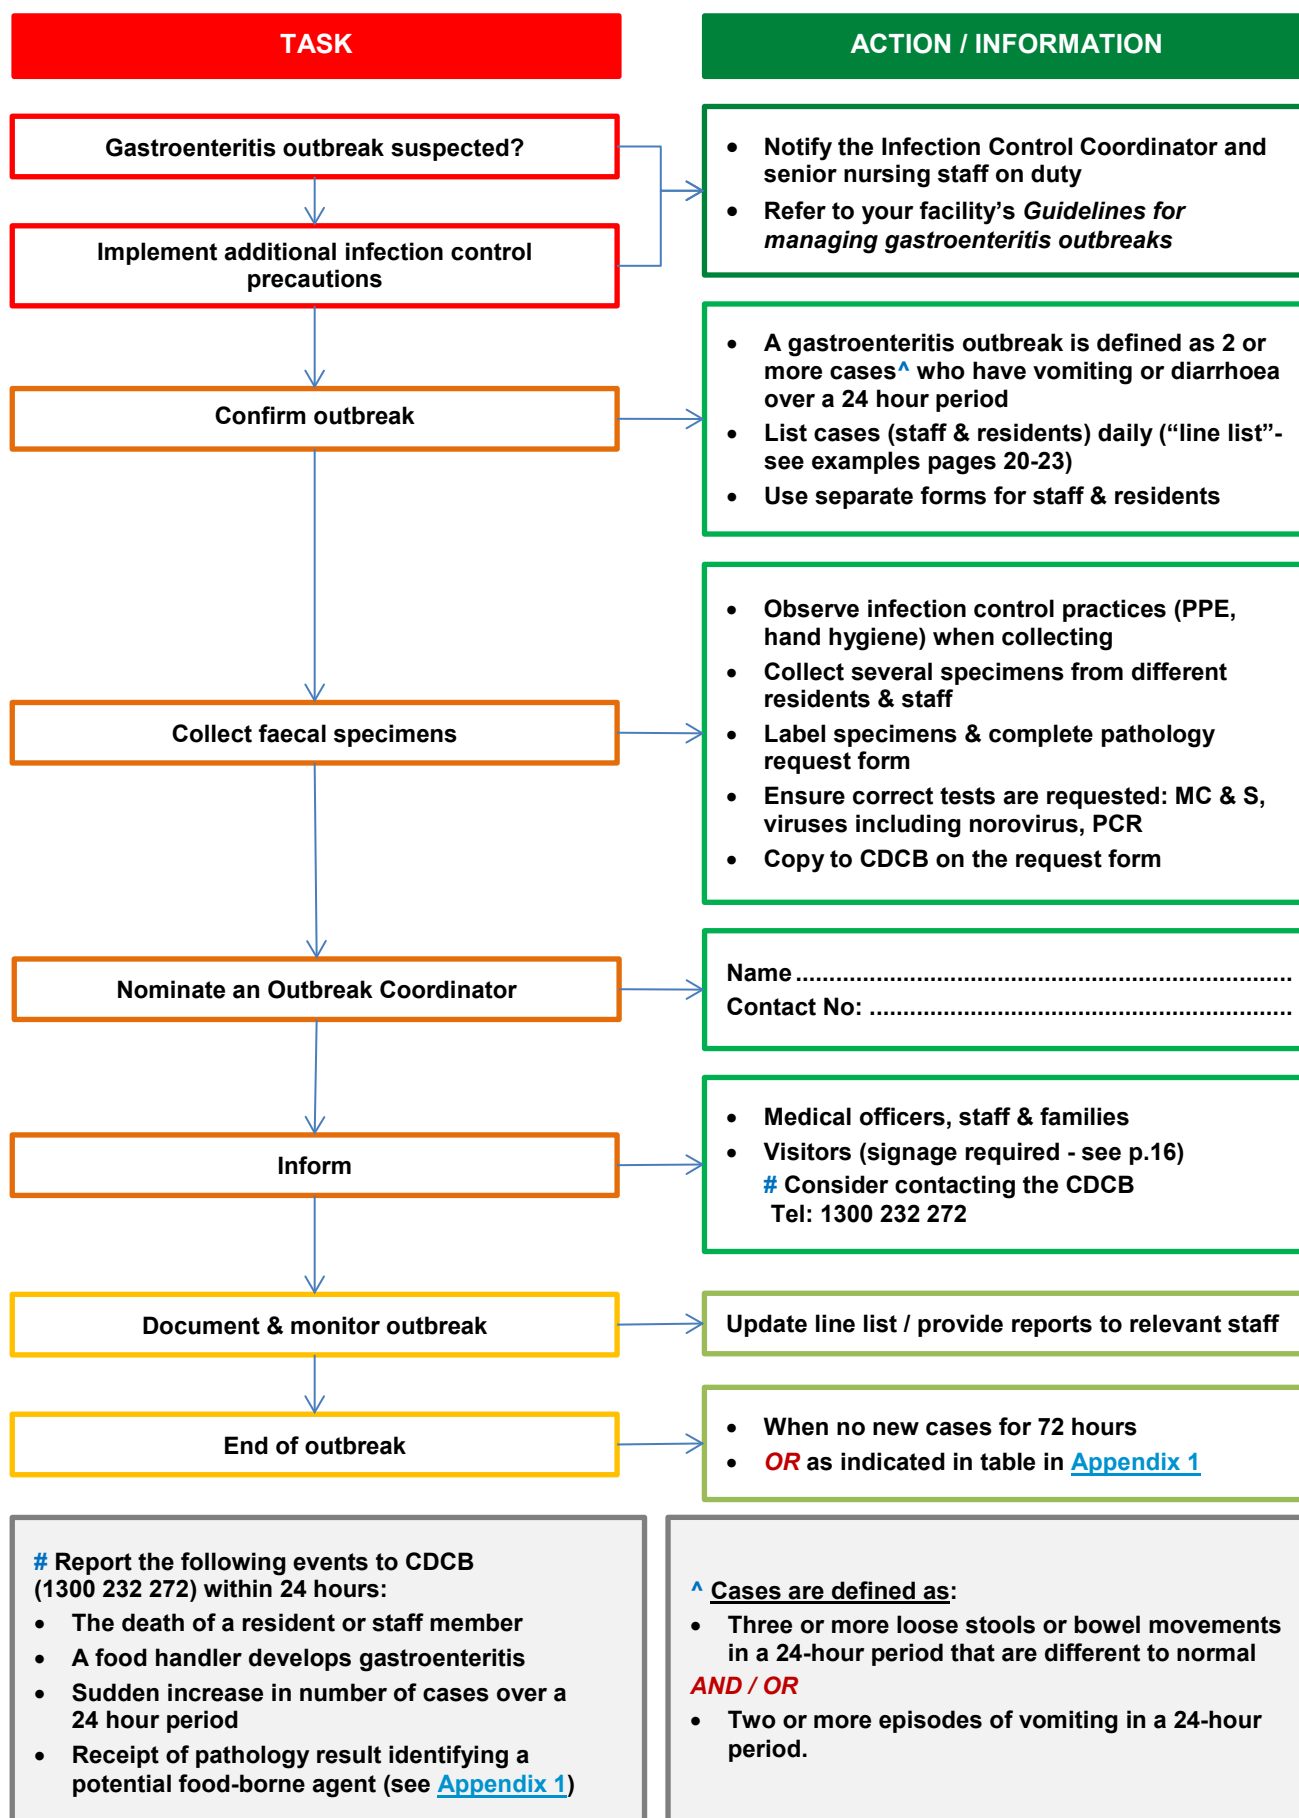 TASK
ACTION / INFORMATION
Gastroenteritis outbreak suspected?
• Notify the Infection Control Coordinator and
senior nursing staff on duty
• Refer to your facility’s Guidelines for
managing gastroenteritis outbreaks
Implement additional infection control
precautions
Confirm outbreak
• A gastroenteritis outbreak is defined as 2 or
more cases^ who have vomiting or diarrhoea
over a 24 hour period
• List cases (staff & residents) daily (“line list”-
see examples pages 20-23)
• Use separate forms for staff & residents
Collect faecal specimens
• Observe infection control practices (PPE,
hand hygiene) when collecting
• Collect several specimens from different
residents & staff
• Label specimens & complete pathology
request form
• Ensure correct tests are requested: MC & S,
viruses including norovirus, PCR
• Copy to CDCB on the request form
Nominate an Outbreak Coordinator
Name ...........................................................................
Contact No: ................................................................
Inform
• Medical officers, staff & families
• Visitors (signage required - see p.16)
# Consider contacting the CDCB
Tel: 1300 232 272
Document & monitor outbreak
Update line list / provide reports to relevant staff
End of outbreak
• When no new cases for 72 hours
• OR as indicated in table in Appendix 1
# Report the following events to CDCB
(1300 232 272) within 24 hours:
• The death of a resident or staff member
• A food handler develops gastroenteritis
• Sudden increase in number of cases over a
24 hour period
• Receipt of pathology result identifying a
potential food-borne agent (see Appendix 1)
^ Cases are defined as:
• Three or more loose stools or bowel movements
in a 24-hour period that are different to normal
AND / OR
• Two or more episodes of vomiting in a 24-hour
period.